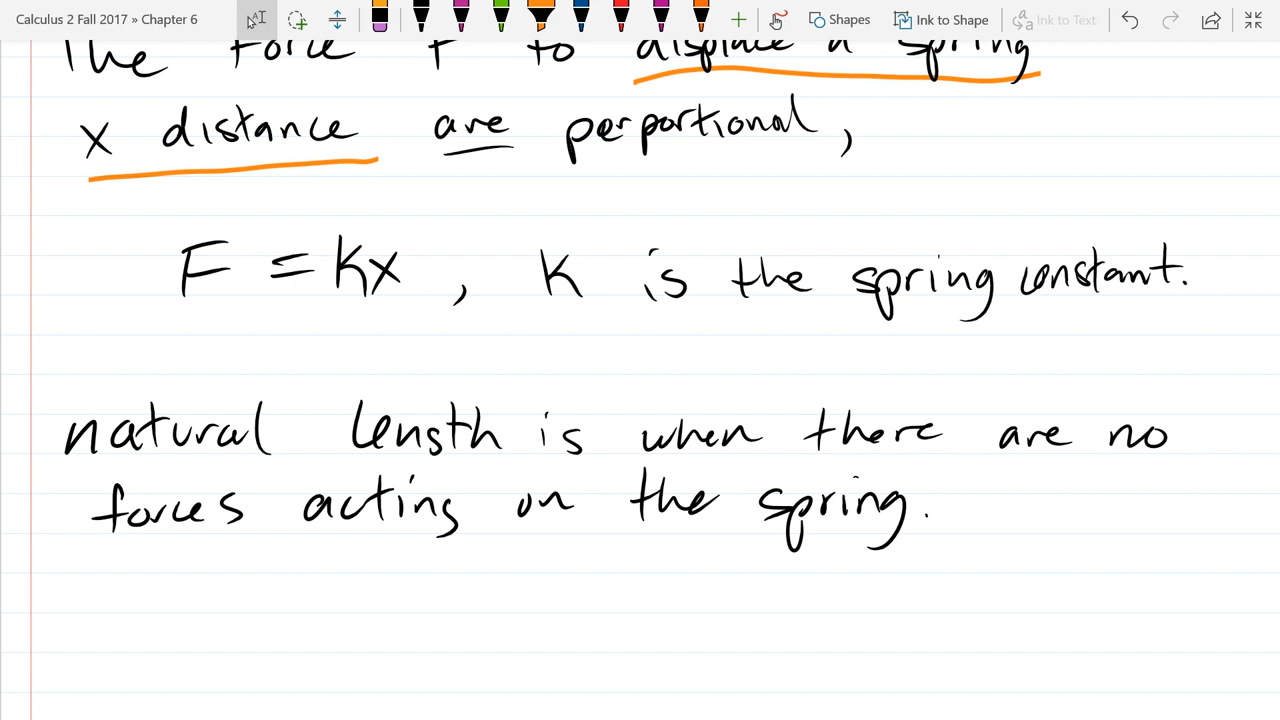 Calculus 2 Fall 2017 » Chapter 6
Shapes
Ink to Shape
Ink to Text
The Force F to displace a spring
x distance are perportional,
F = Kx, K is the spring constant.
natural length is when there are no
forces acting on the spring.